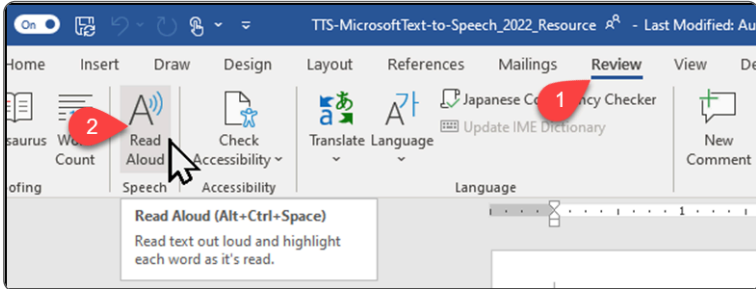 On TTS-MicrosoftText-to-Speech_2022_Resource - Last Modified: Au
Home Insert Draw Design Layout References Mailings Review View De
1
2
saurus
Count
Read
Aloud
Check
Accessibility
Translate
Language
Japanese
Checker
Update IME Dictionary
New
Comment
ofing Speech Accessibility Language
Read Aloud (Alt+Ctrl+Space)
Read text out loud and highlight
each word as it's read.
1